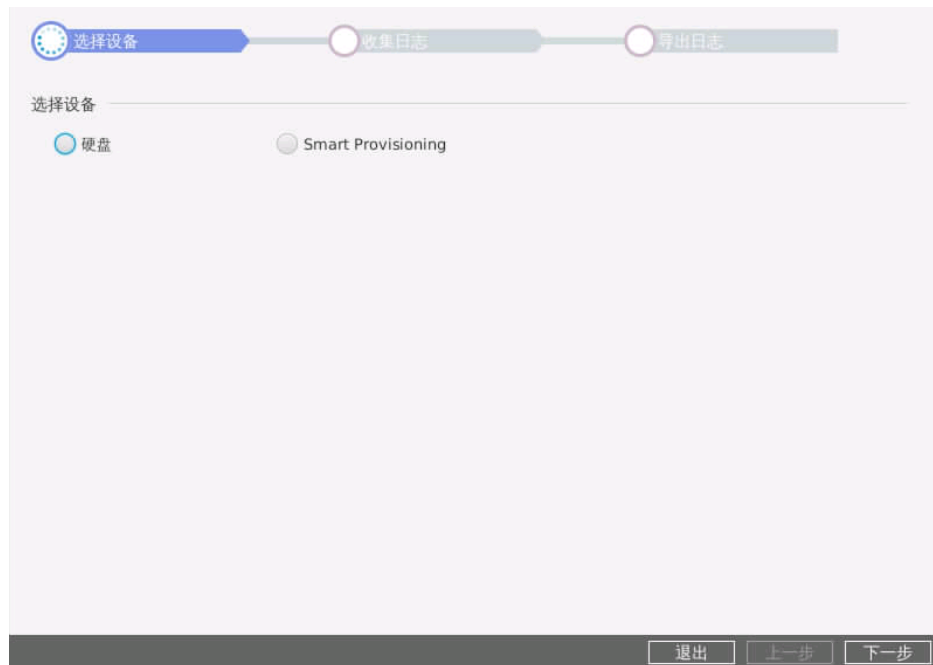 选择设备 收集日志 导出日志
选择设备
硬盘 Smart Provisioning
退出 上一步 下一步